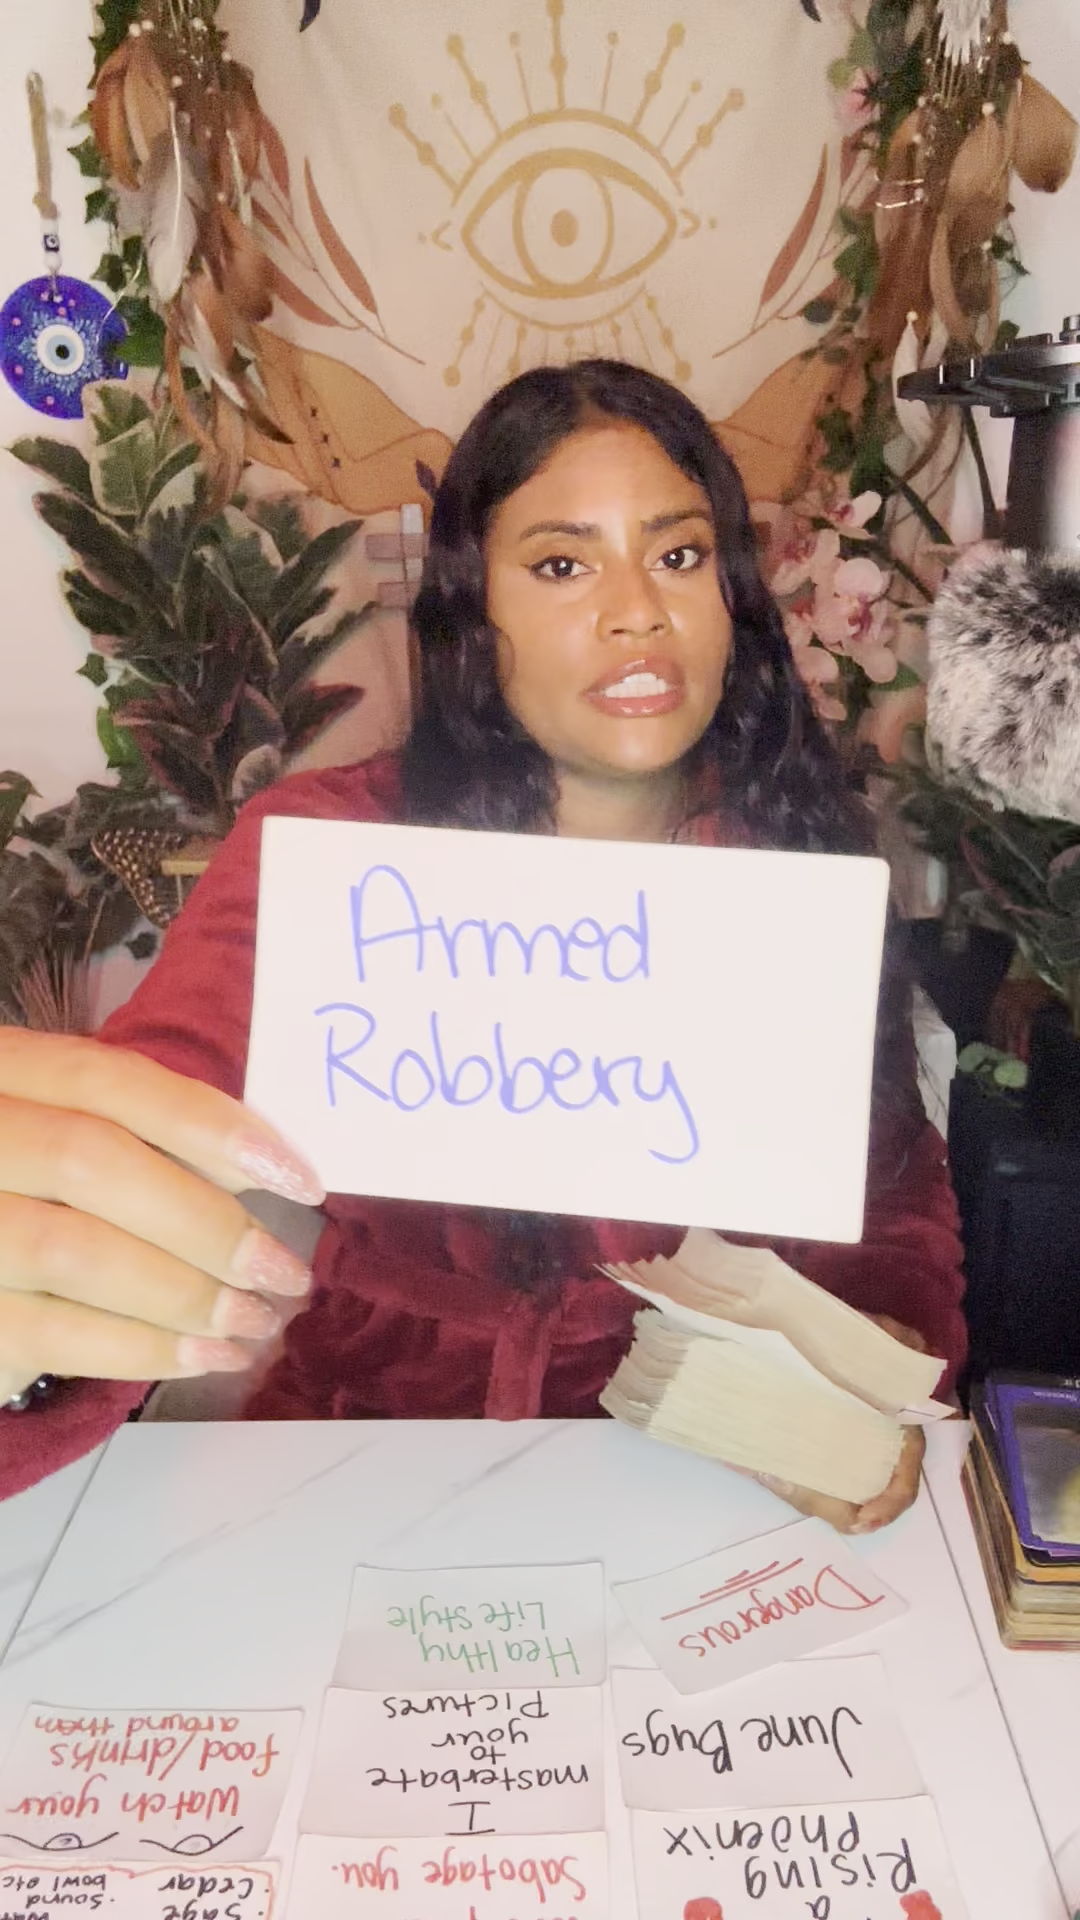 Armed
Robbery
Dangerous
Healthy
Life Style
June Bugs
I
masterbate
to
your
Pictures
Watch your
food/drinks
around them
a
Rising
Phoenix
Sabotage you.
Sage
Cedar
Sound
bowl etc